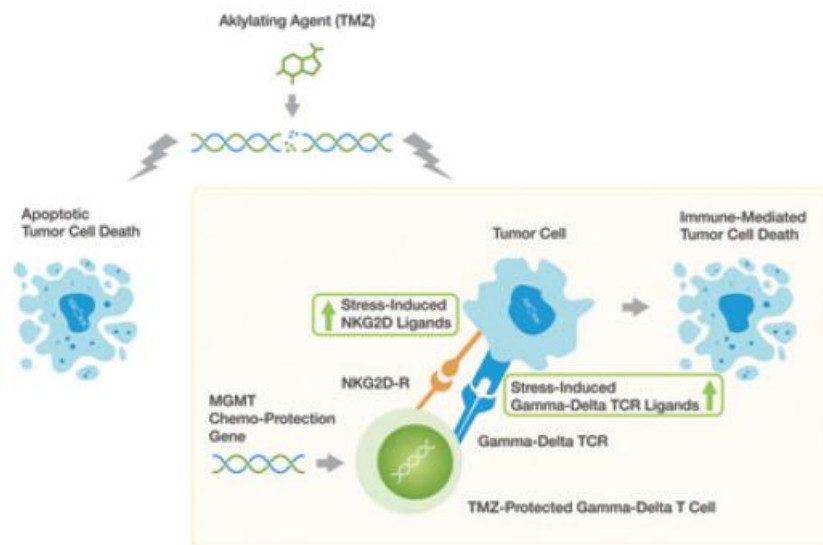 Aklylating Agent (TMZ)
Apoptotic
Tumor Cell Death
Tumor Cell
Immune-Mediated
Tumor Cell Death
Stress-Induced
NKG2D Ligands
NKG2D-R
Stress-Induced
Gamma-Delta TCR Ligands
MGMT
Chemo-Protection
Gene
Gamma-Delta TCR
TMZ-Protected Gamma-Delta T Cell